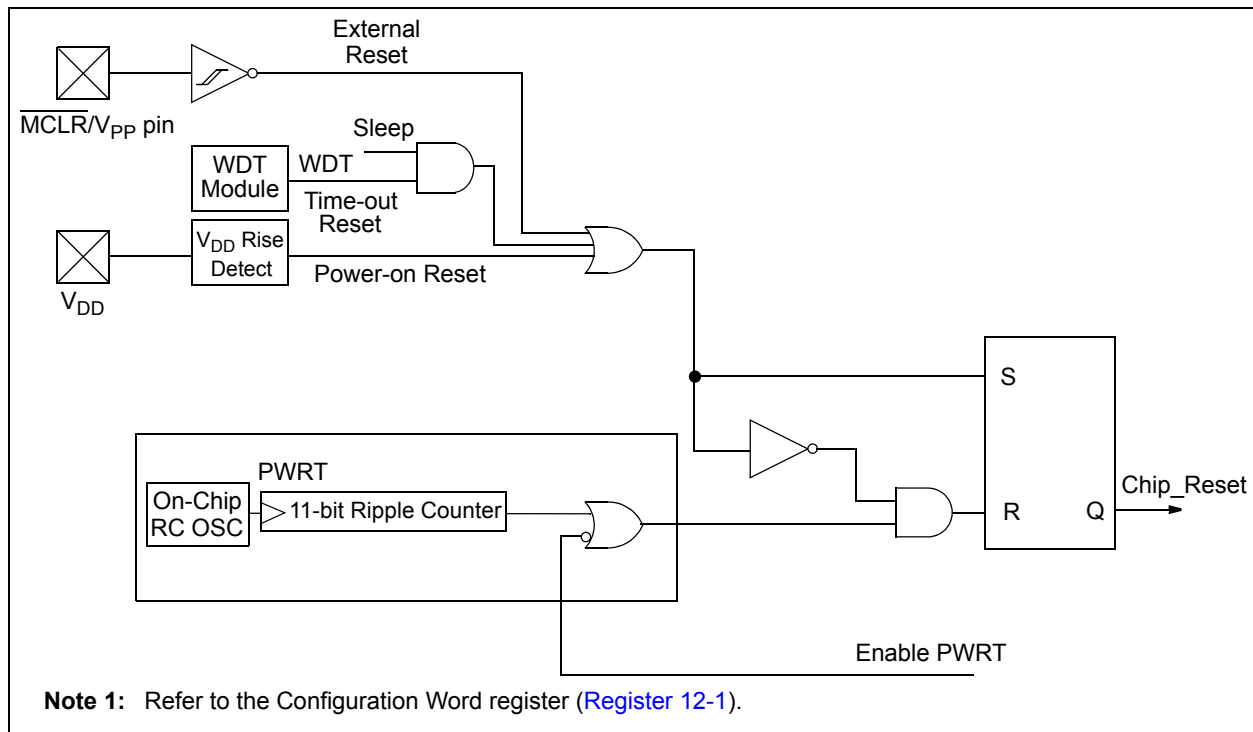 External
Reset
MCLR/VPP pin
Sleep
WDT
Module
WDT
Time-out
Reset
VDD Rise
Detect
Power-on Reset
VDD
S
PWRT
On-Chip
RC OSC
11-bit Ripple Counter
R
Q
Chip_Reset
Enable PWRT
Note 1: Refer to the Configuration Word register (Register 12-1).